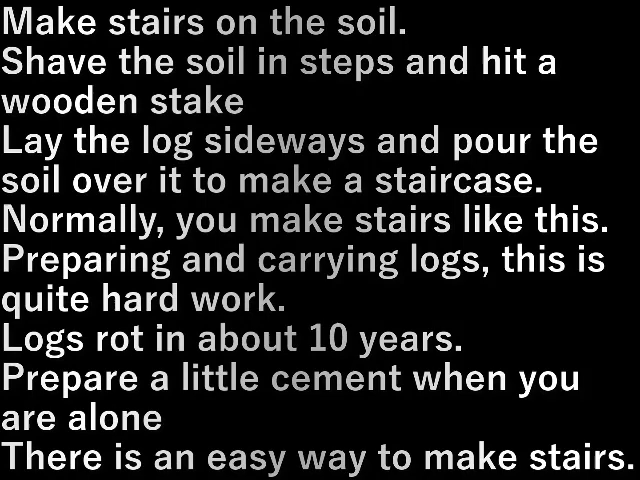 Make stairs on the soil.
Shave the soil in steps and hit a
wooden stake
Lay the log sideways and pour the
soil over it to make a staircase.
Normally, you make stairs like this.
Preparing and carrying logs, this is
quite hard work.
Logs rot in about 10 years.
Prepare a little cement when you
are alone
There is an easy way to make stairs.